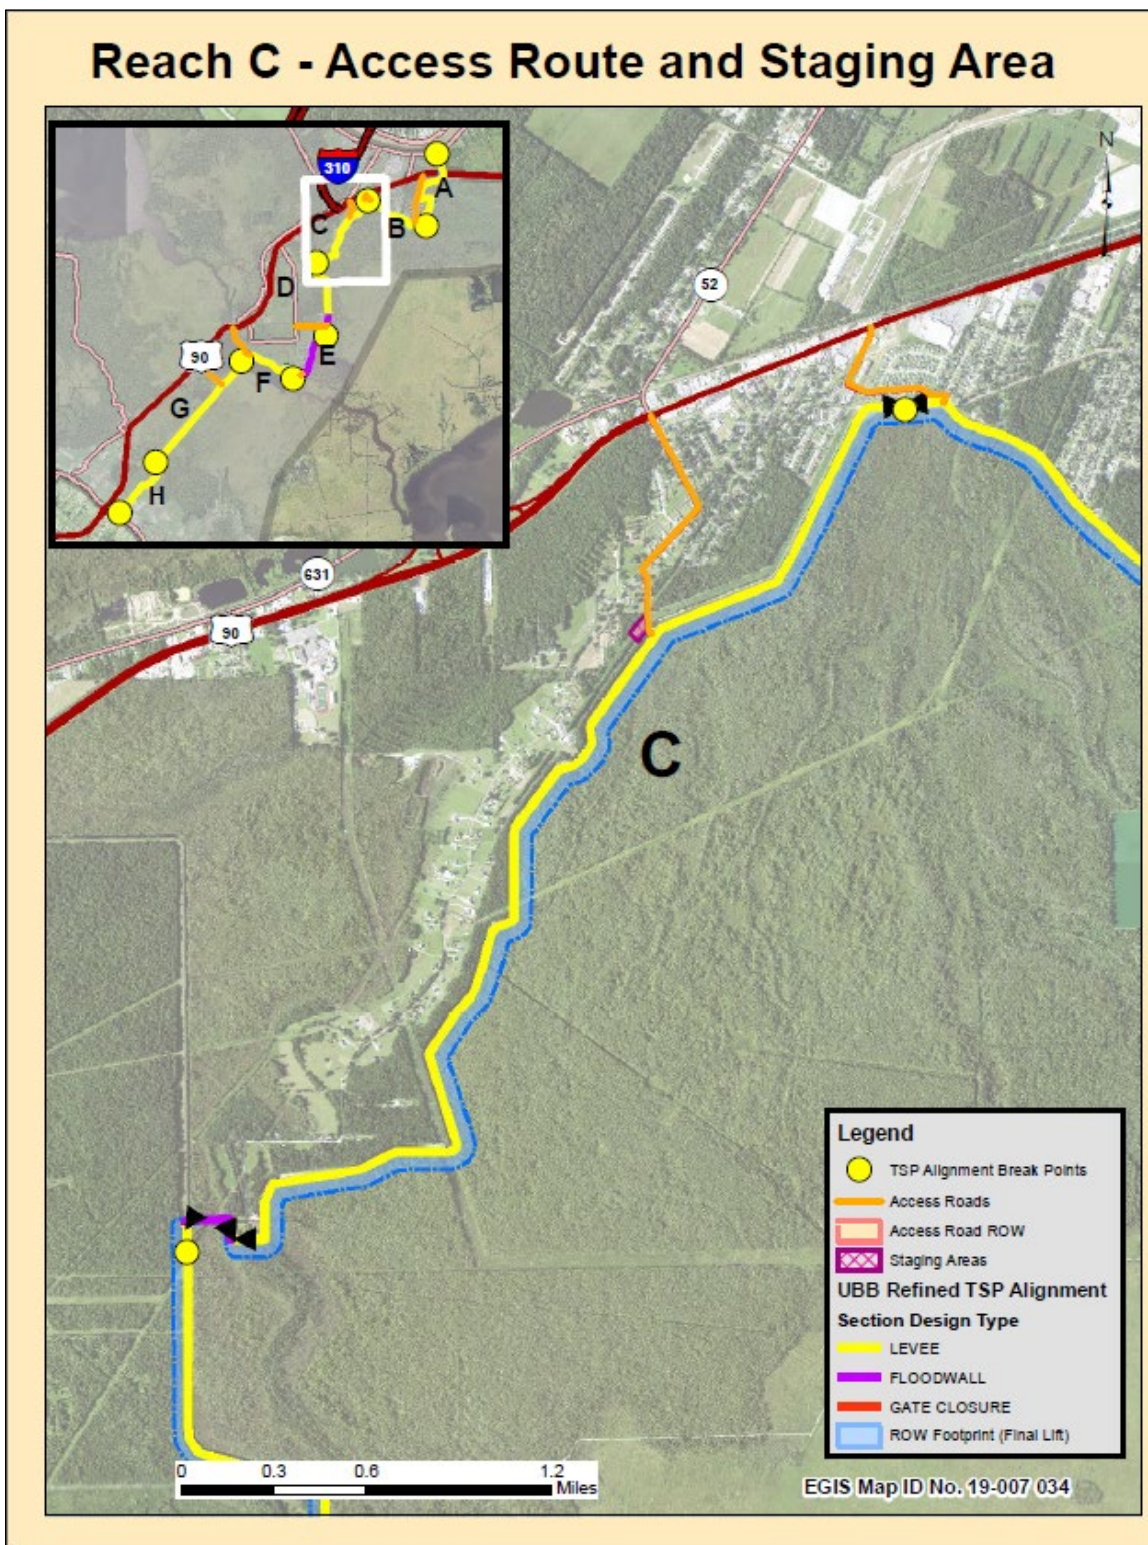 Reach C - Access Route and Staging Area
310
A
C
B
D
E
90
F
G
H
N
52
631
90
C
Legend
TSP Alignment Break Points
Access Roads
Access Road ROW
Staging Areas
UBB Refined TSP Alignment
Section Design Type
LEVEE
FLOODWALL
GATE CLOSURE
ROW Footprint (Final Lift)
0 0.3 0.6 1.2
Miles
EGIS Map ID No. 19-007 034